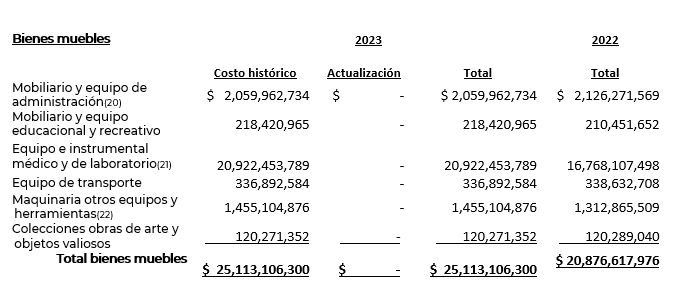 Bienes muebles 2023 2022
Costo histórico Actualización Total Total
Mobiliario y equipo de
administración(20) $ 2,059,962,734 $ - $ 2,059,962,734 $ 2,126,271,569
Mobiliario y equipo
educacional y recreativo 218,420,965 - 218,420,965 210,451,652
Equipo e instrumental
médico y de laboratorio(21) 20,922,453,789 - 20,922,453,789 16,768,107,498
Equipo de transporte 336,892,584 - 336,892,584 338,632,708
Maquinaria otros equipos y
herramientas(22) 1,455,104,876 - 1,455,104,876 1,312,865,509
Colecciones obras de arte y
objetos valiosos 120,271,352 - 120,271,352 120,289,040
Total bienes muebles $ 25,113,106,300 $ - $ 25,113,106,300 $ 20,876,617,976